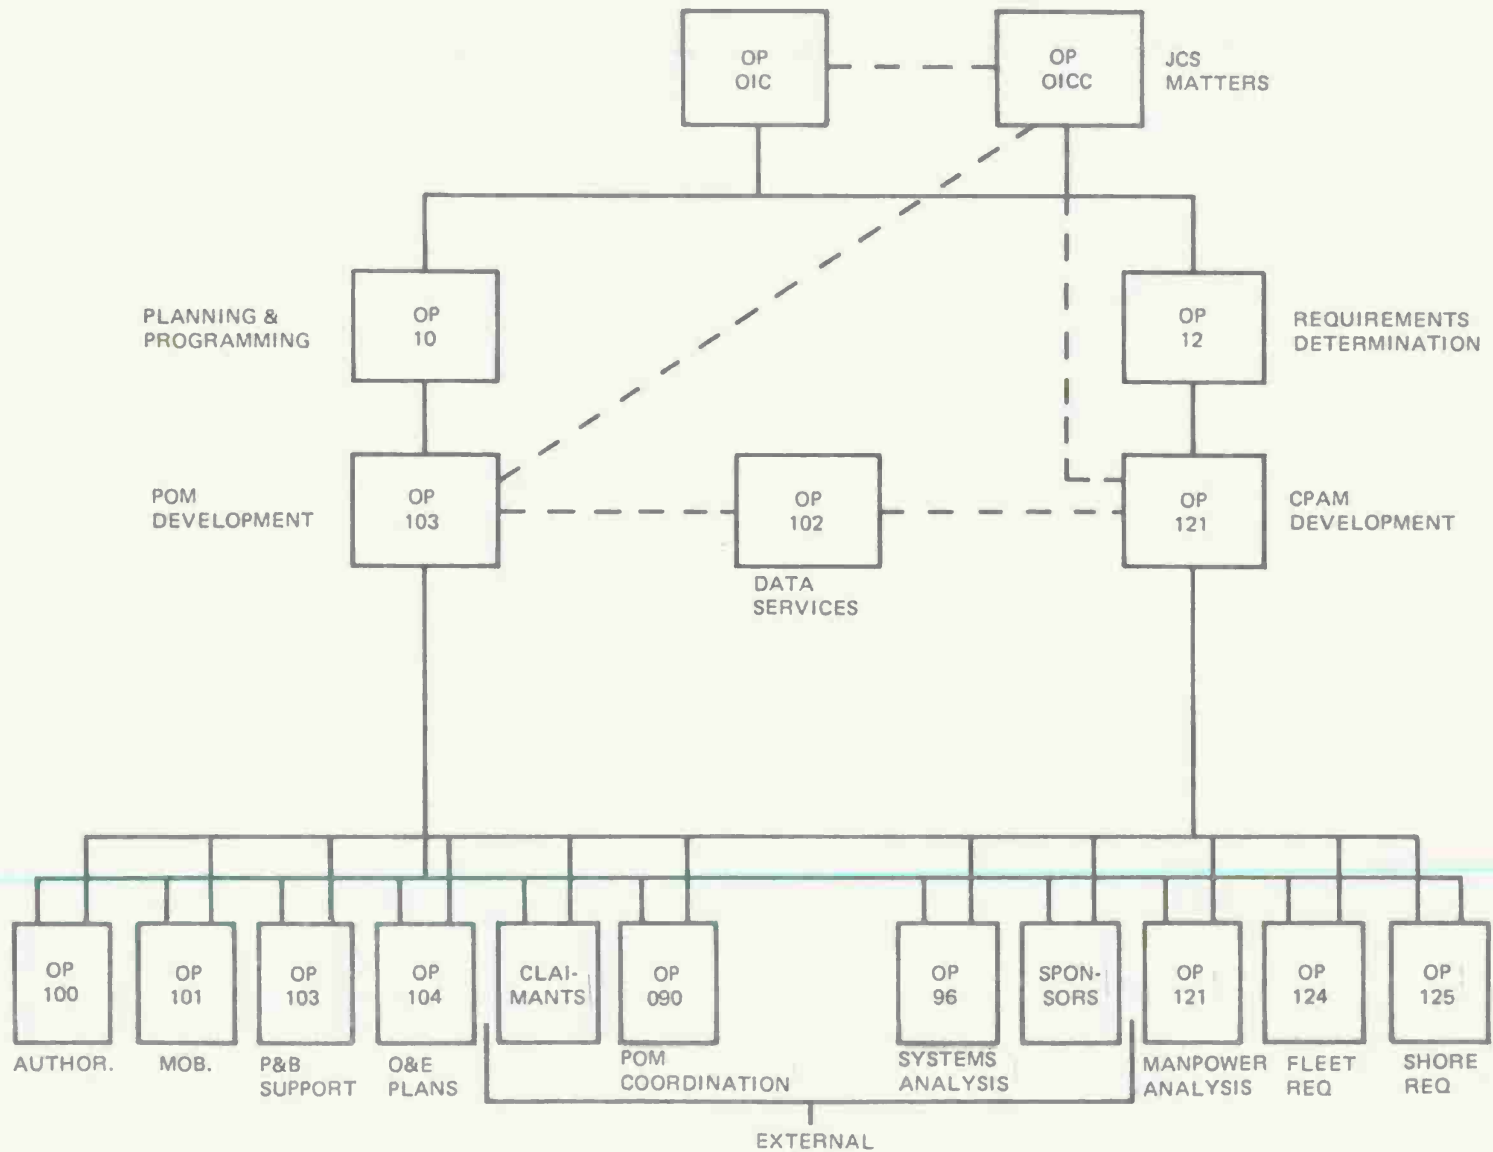 OP
OIC
OP
OICC
JCS
MATTERS
PLANNING &
PROGRAMMING
OP
10
OP
12
REQUIREMENTS
DETERMINATION
POM
DEVELOPMENT
OP
103
OP
102
DATA
SERVICES
OP
121
CPAM
DEVELOPMENT
OP
100
AUTHOR.
OP
101
MOB.
OP
103
P&B
SUPPORT
OP
104
O&E
PLANS
CLAI-
MANTS
OP
090
POM
COORDINATION
OP
96
SYSTEMS
ANALYSIS
SPON-
SORS
OP
121
MANPOWER
ANALYSIS
OP
124
FLEET
REQ
OP
125
SHORE
REQ
EXTERNAL